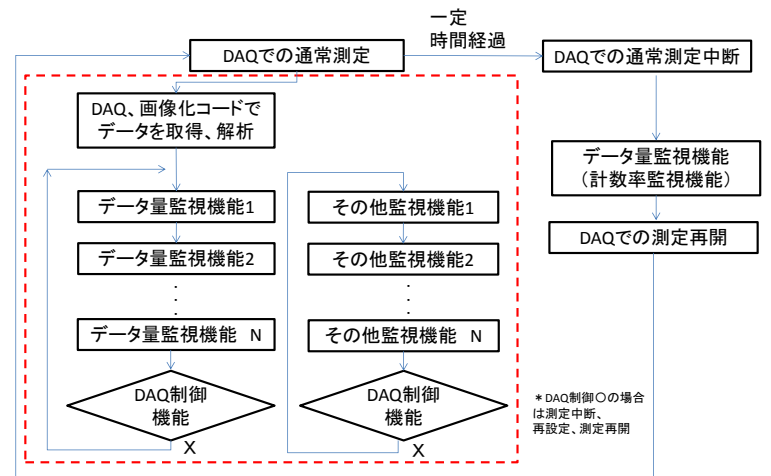 DAQでの通常測定
一定
時間経過
DAQでの通常測定中断
DAQ、画像化コードで
データを取得、解析
データ量監視機能
（計数率監視機能）
DAQでの測定再開
データ量監視機能1
データ量監視機能2
・
・
・
データ量監視機能 N
DAQ制御
機能
X
その他監視機能1
その他監視機能2
・
・
・
その他監視機能 N
DAQ制御
機能
X
＊DAQ制御〇の場合
は測定中断、
再設定、測定再開